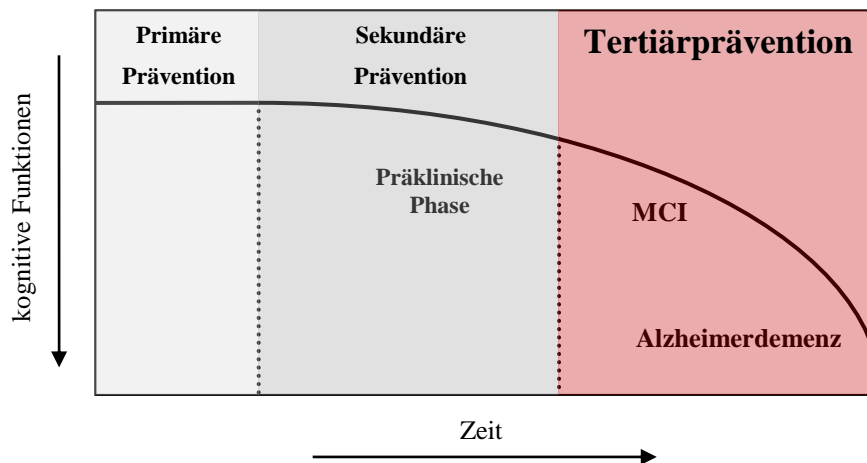 Primäre
Prävention
Sekundäre
Prävention
Tertiärprävention
kognitive Funktionen
Präklinische
Phase
MCI
Alzheimerdemenz
Zeit